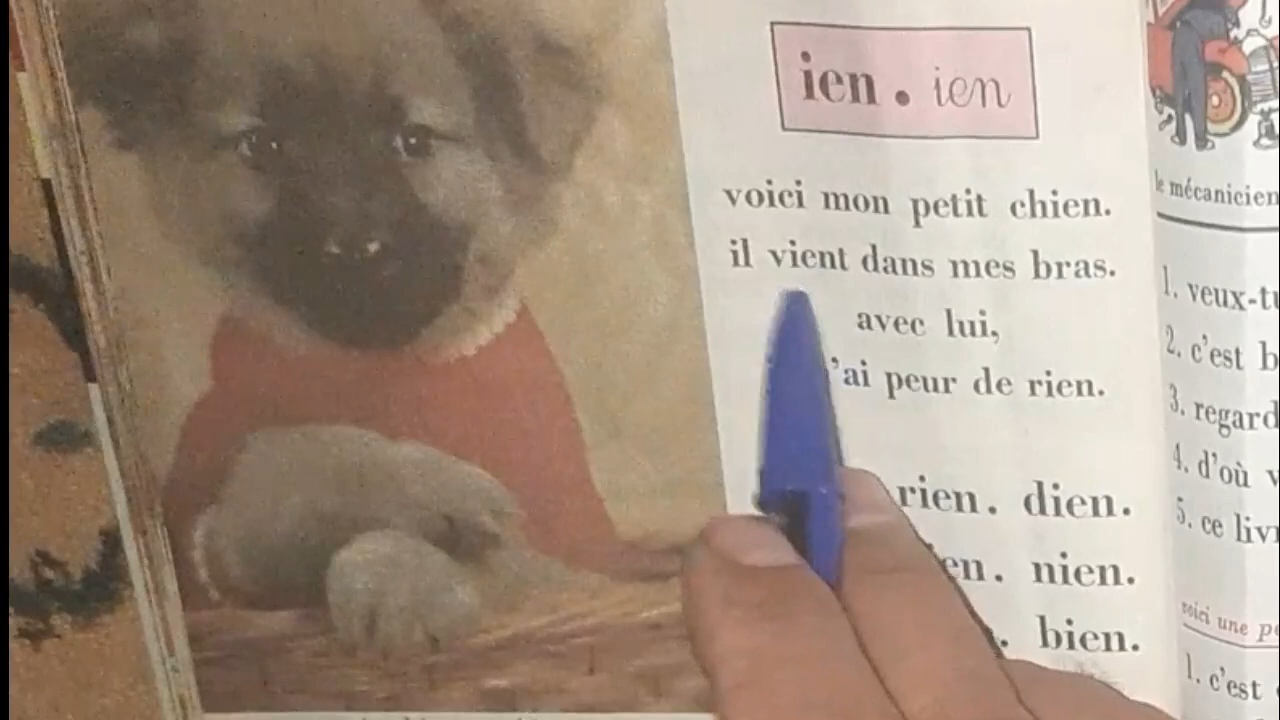 ien . ien
voici mon petit chien.
il vient dans mes bras.
avec lui,
'ai peur de rien.
rien. dien.
en. nien.
bien.
le mécanicien
1. veux-tu
2. c'est b
3. regard
4. d'où v
5. ce livr
voici une pe
1. c'est